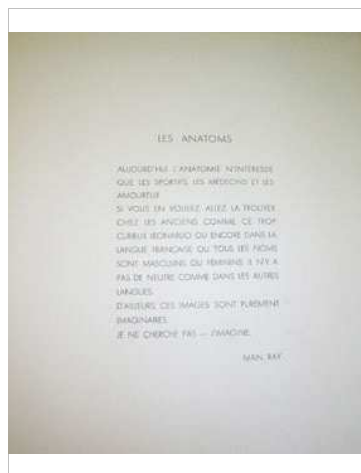 LES ANATOMS
AUJOURD'HUI L'ANATOMIE N'INTERESSE
QUE LES SPORTIFS, LES MEDECINS ET LES
AMOUREUX
SI VOUS EN VOULEZ ALLEZ LA TROUVER
CHEZ LES ANCIENS COMME CE TROP
CURIEUX LEONARDO OU ENCORE DANS LA
LANGUE FRANÇAISE OU TOUS LES NOMS
SONT MASCULINS OU FEMININS IL N'Y A
PAS DE NEUTRE COMME DANS LES AUTRES
LANGUES.
D'AILLEURS CES IMAGES SONT PUREMENT
IMAGINAIRES.
JE NE CHERCHE PAS — J'IMAGINE.
MAN RAY